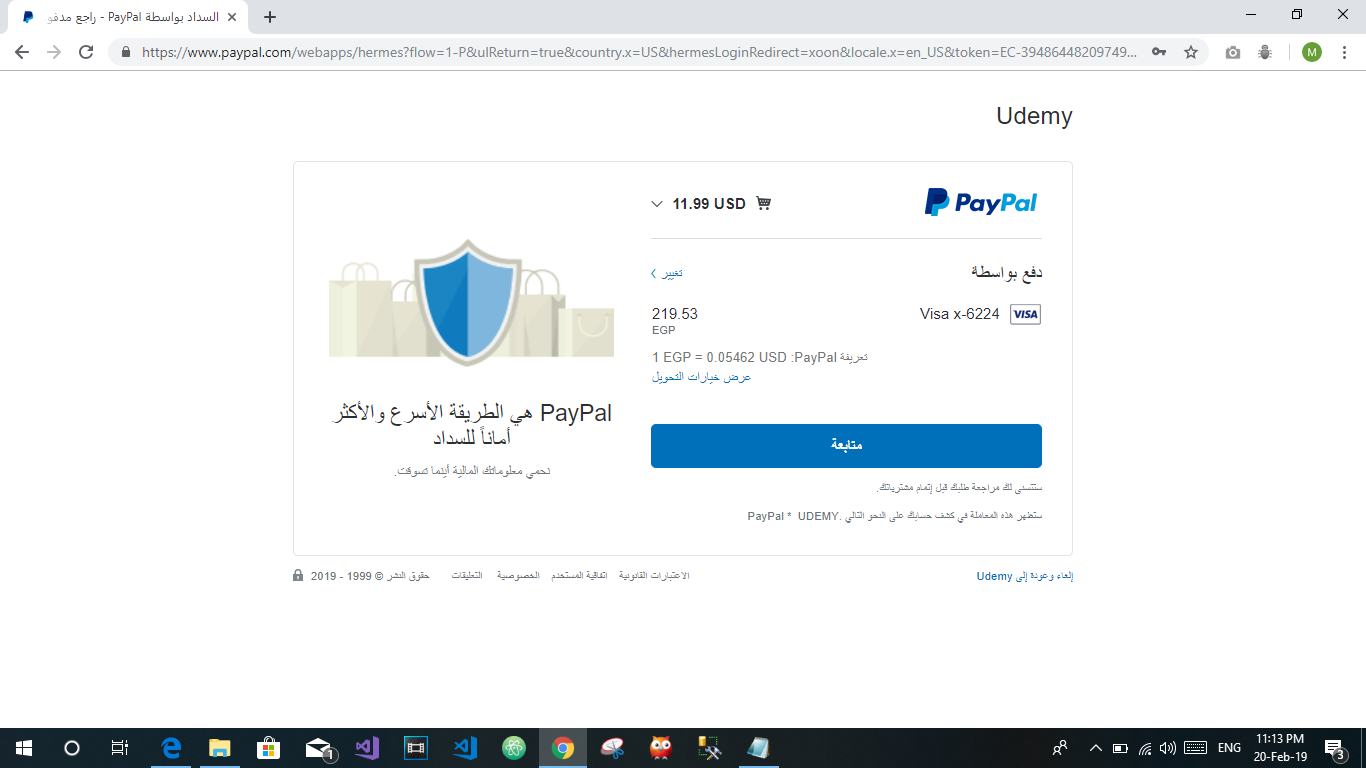 السداد بواسطة PayPal - راجع مدفو
https://www.paypal.com/webapps/hermes?flow=1-P&ulReturn=true&country.x=US&hermesLoginRedirect=xoon&locale.x=en_US&token=EC-39486448209749...
M
Udemy
PayPal
11.99 USD
دفع بواسطة
تغيير
VISA Visa x-6224
219.53
EGP
تعرفة PayPal: 1 EGP = 0.05462 USD
عرض خيارات التحويل
متابعة
ستتسنى لك مراجعة طلبك قبل إتمام مشترياتك.
ستظهر هذه المعاملة في كشف حسابك على النحو التالي PayPal * UDEMY.
PayPal هي الطريقة الأسرع والأكثر
أماناً للسداد
نحمي معلوماتك المالية أينما تسوقت.
إلغاء وعودة إلى Udemy
الاعتبارات القانونية اتفاقية المستخدم الخصوصية التعليقات حقوق النشر © 1999 - 2019
1
ENG
11:13 PM
20-Feb-19
3